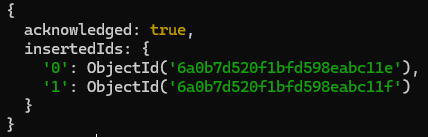 {
  acknowledged: true,
  insertedIds: {
    '0': ObjectId('6a0b7d520f1bfd598eabc11e'),
    '1': ObjectId('6a0b7d520f1bfd598eabc11f')
  }
}